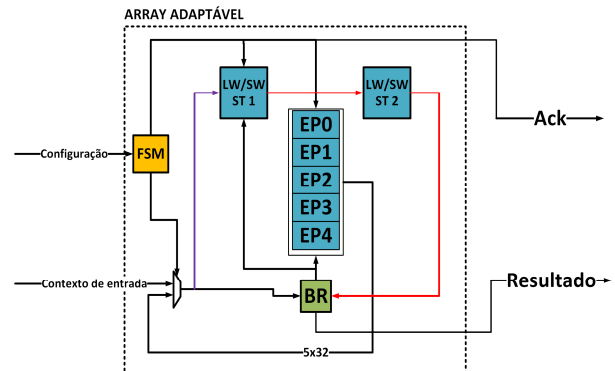 ARRAY ADAPTÁVEL
LW/SW
ST 1
LW/SW
ST 2
EP0
EP1
EP2
EP3
EP4
Ack
Configuração
FSM
Contexto de entrada
BR
Resultado
5x32